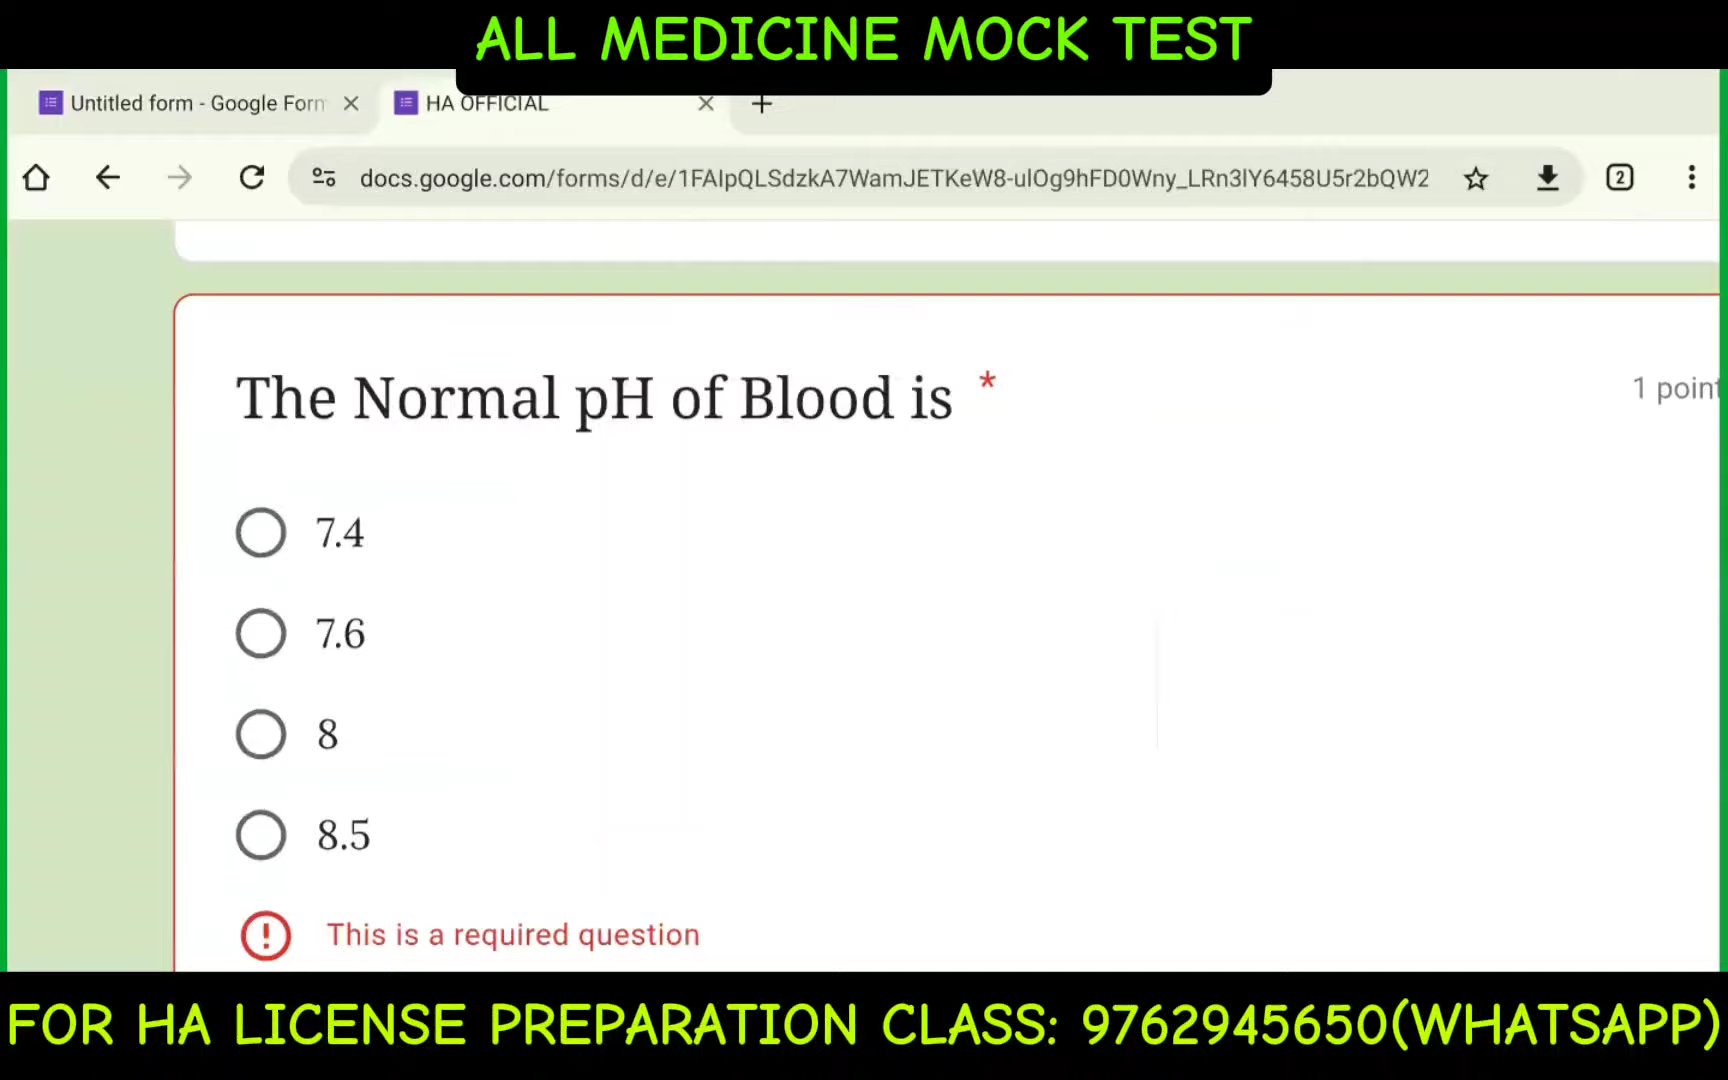 ALL MEDICINE MOCK TEST
Untitled form - Google Form
HA OFFICIAL
docs.google.com/forms/d/e/1FAIpQLSdzkA7WamJETKeW8-ulOg9hFD0Wny_LRn3lY6458U5r2bQW2
2
The Normal pH of Blood is *
1 point
7.4
7.6
8
8.5
This is a required question
FOR HA LICENSE PREPARATION CLASS: 9762945650(WHATSAPP)